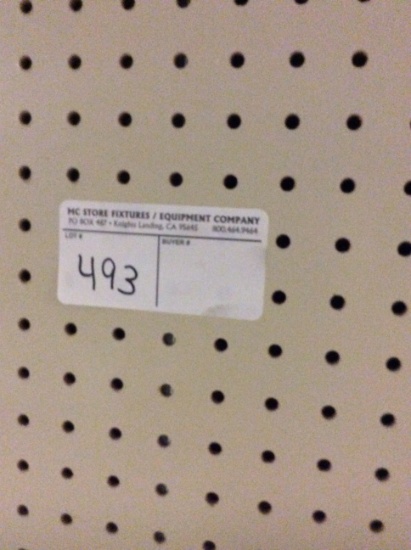 MC STORE FIXTURES / EQUIPMENT COMPANY
PO BOX 487 • Knights Landing, CA 95645 800.464.9464
LOT # BUYER #
493